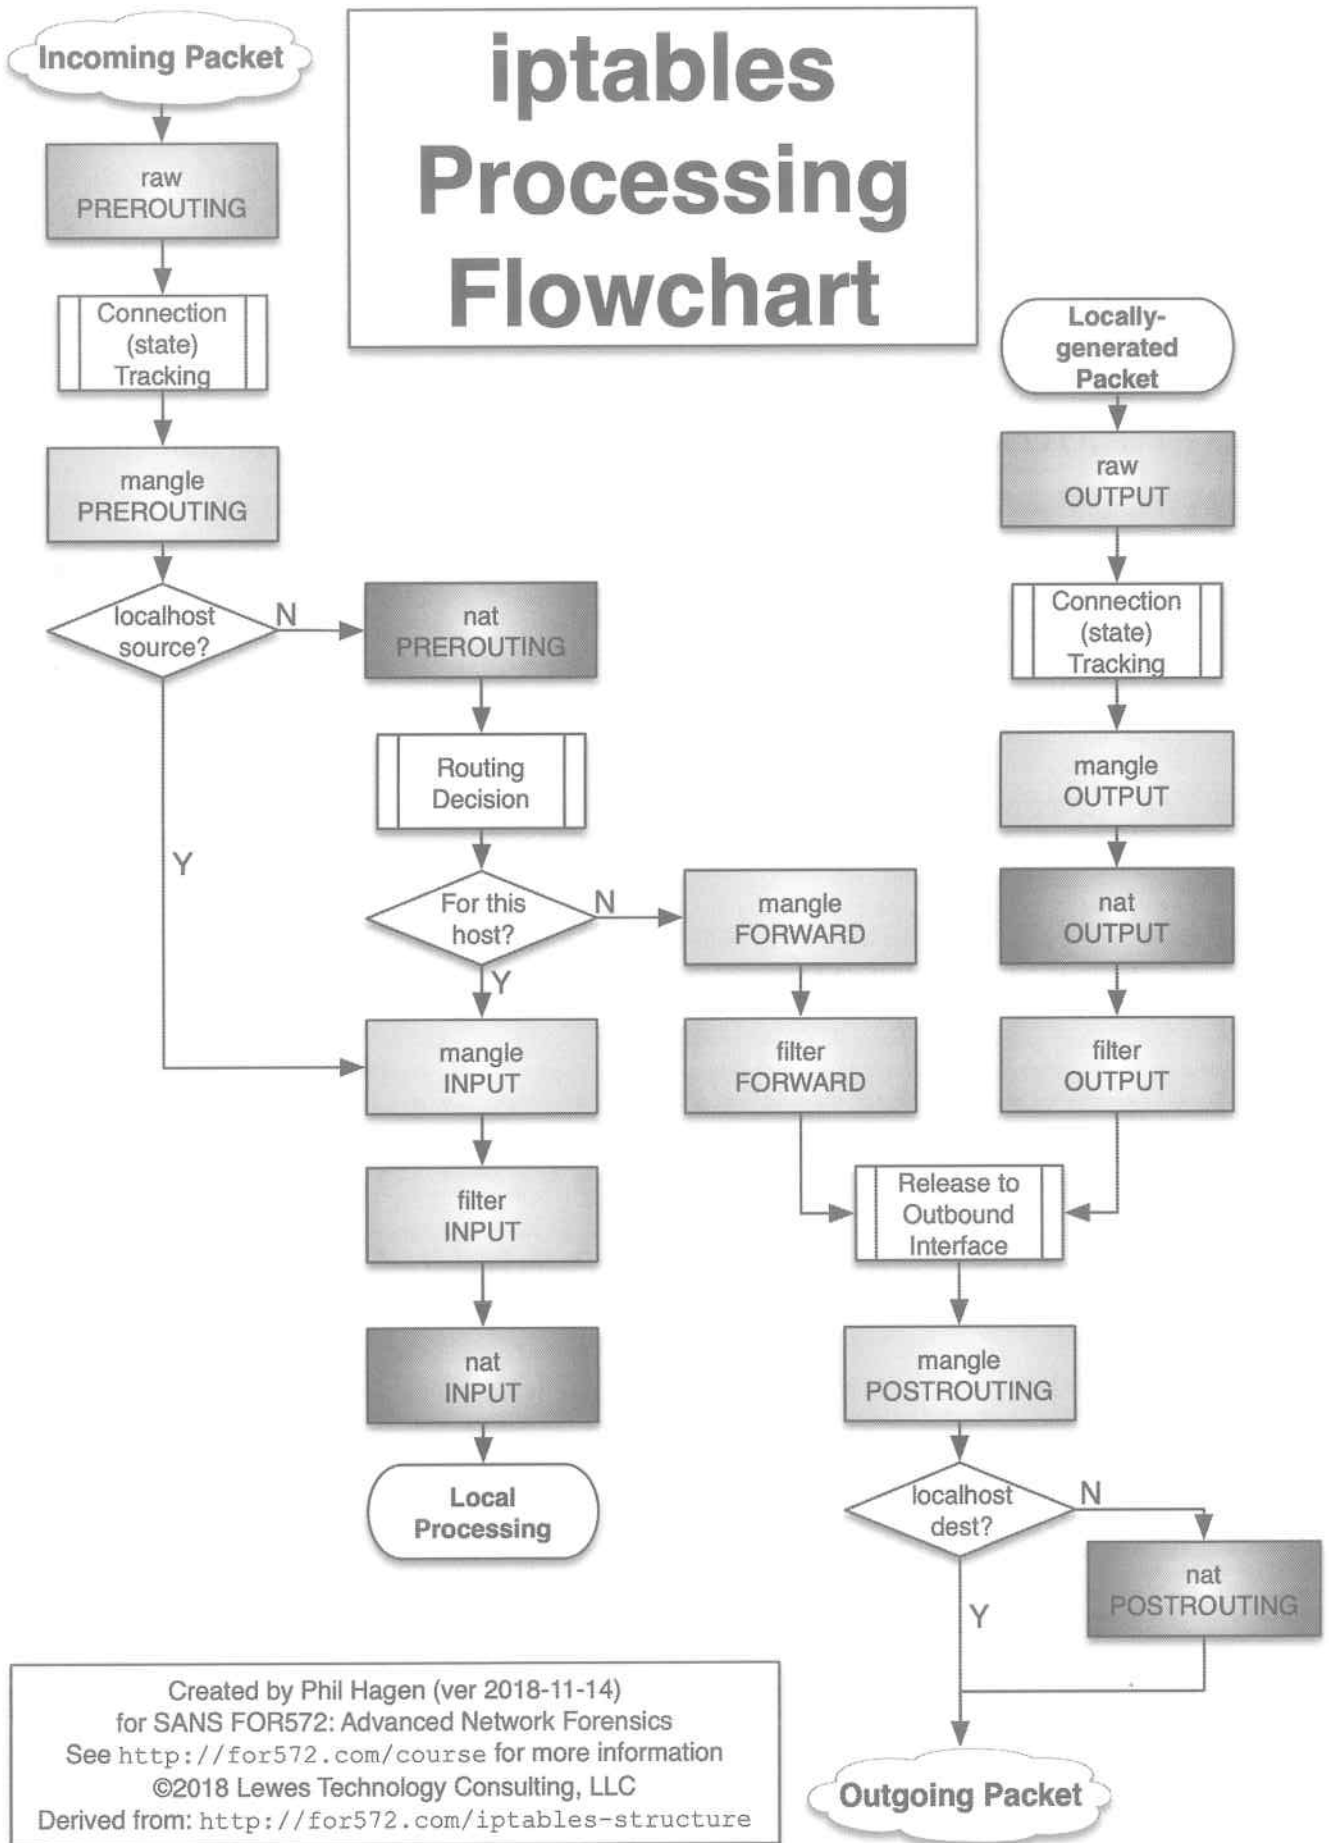 Incoming Packet
iptables
Processing
Flowchart
raw
PREROUTING
Connection
(state)
Tracking
mangle
PREROUTING
localhost
source?
N
Y
nat
PREROUTING
Routing
Decision
For this
host?
N
Y
mangle
FORWARD
filter
FORWARD
mangle
INPUT
filter
INPUT
nat
INPUT
Local
Processing
Locally-
generated
Packet
raw
OUTPUT
Connection
(state)
Tracking
mangle
OUTPUT
nat
OUTPUT
filter
OUTPUT
Release to
Outbound
Interface
mangle
POSTROUTING
localhost
dest?
N
Y
nat
POSTROUTING
Outgoing Packet
Created by Phil Hagen (ver 2018-11-14)
for SANS FOR572: Advanced Network Forensics
See http://for572.com/course for more information
©2018 Lewes Technology Consulting, LLC
Derived from: http://for572.com/iptables-structure